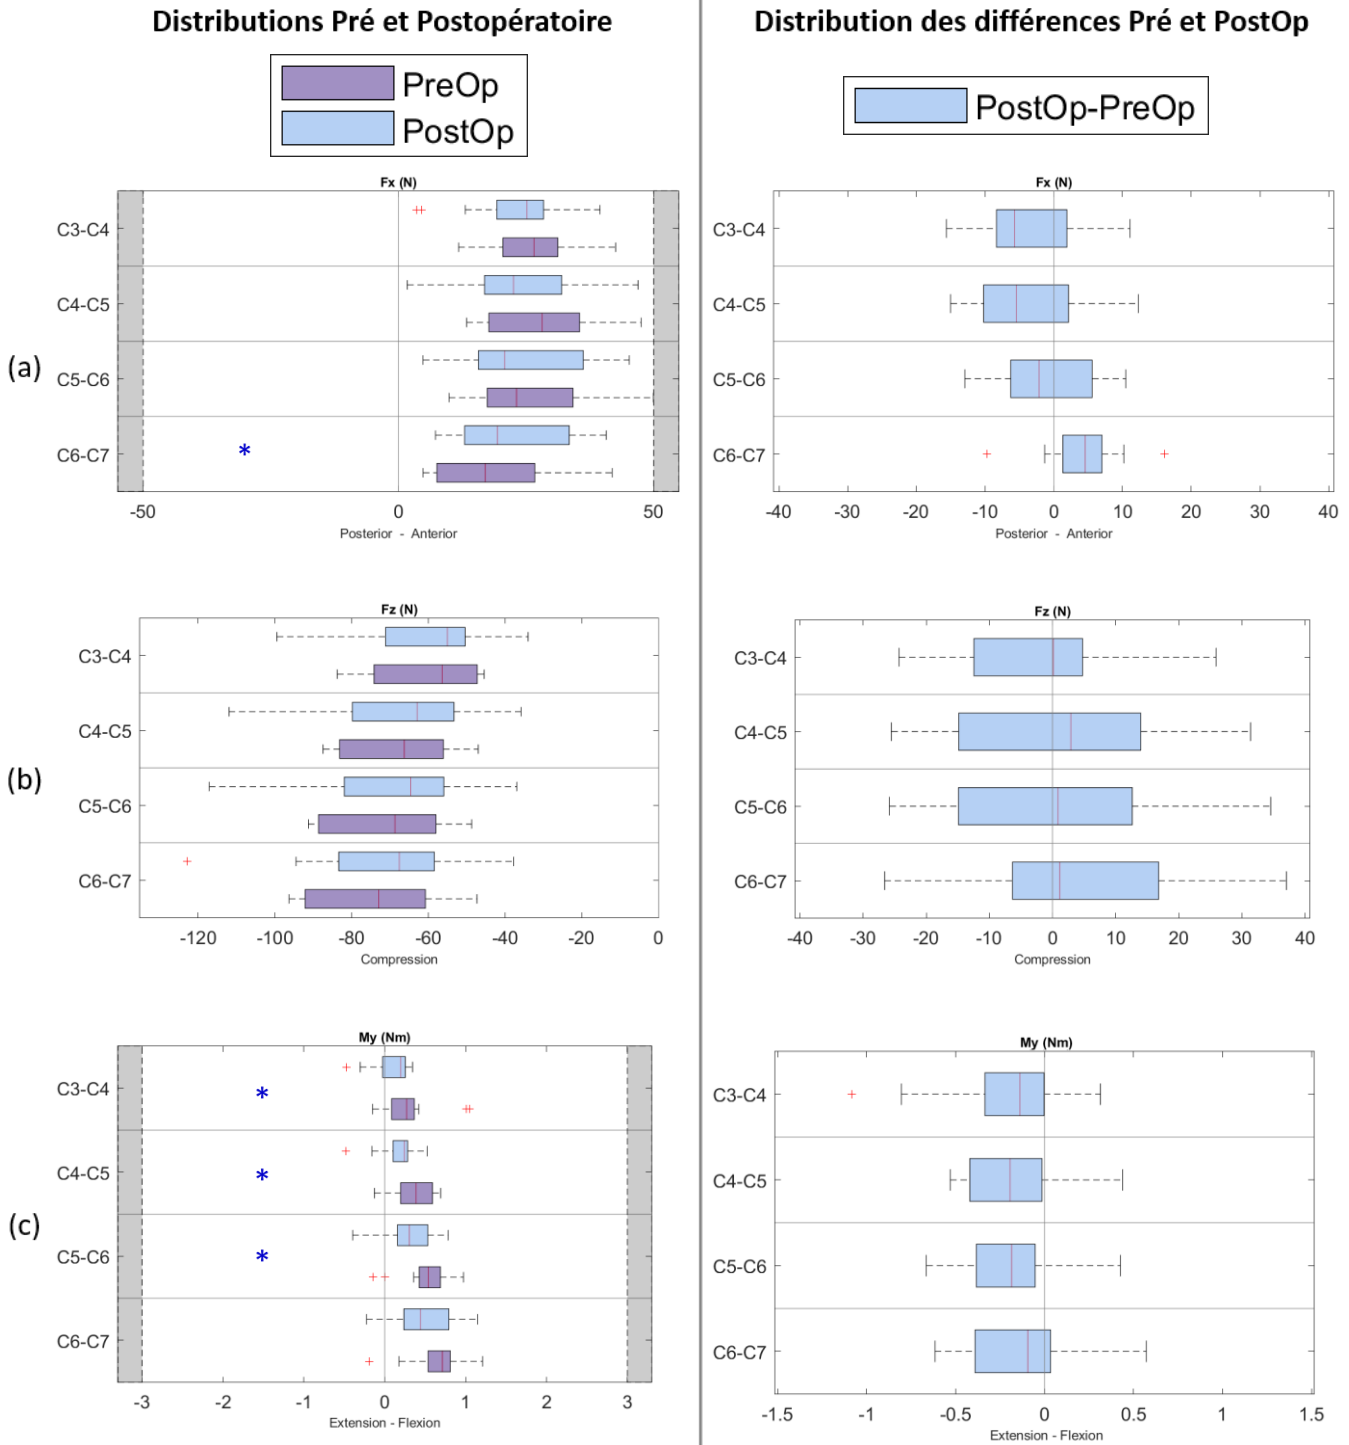 Distributions Pré et Postopératoire
PreOp
PostOp
Distribution des différences Pré et PostOp
PostOp-PreOp
(a)
Fx (N)
C3-C4
C4-C5
C5-C6
C6-C7
*
-50 0 50
Posterior - Anterior
Fx (N)
C3-C4
C4-C5
C5-C6
C6-C7
-40 -30 -20 -10 0 10 20 30 40
Posterior - Anterior
(b)
Fz (N)
C3-C4
C4-C5
C5-C6
C6-C7
-120 -100 -80 -60 -40 -20 0
Compression
Fz (N)
C3-C4
C4-C5
C5-C6
C6-C7
-40 -30 -20 -10 0 10 20 30 40
Compression
(c)
My (Nm)
C3-C4
*
C4-C5
*
C5-C6
*
C6-C7
-3 -2 -1 0 1 2 3
Extension - Flexion
My (Nm)
C3-C4
C4-C5
C5-C6
C6-C7
-1.5 -1 -0.5 0 0.5 1 1.5
Extension - Flexion